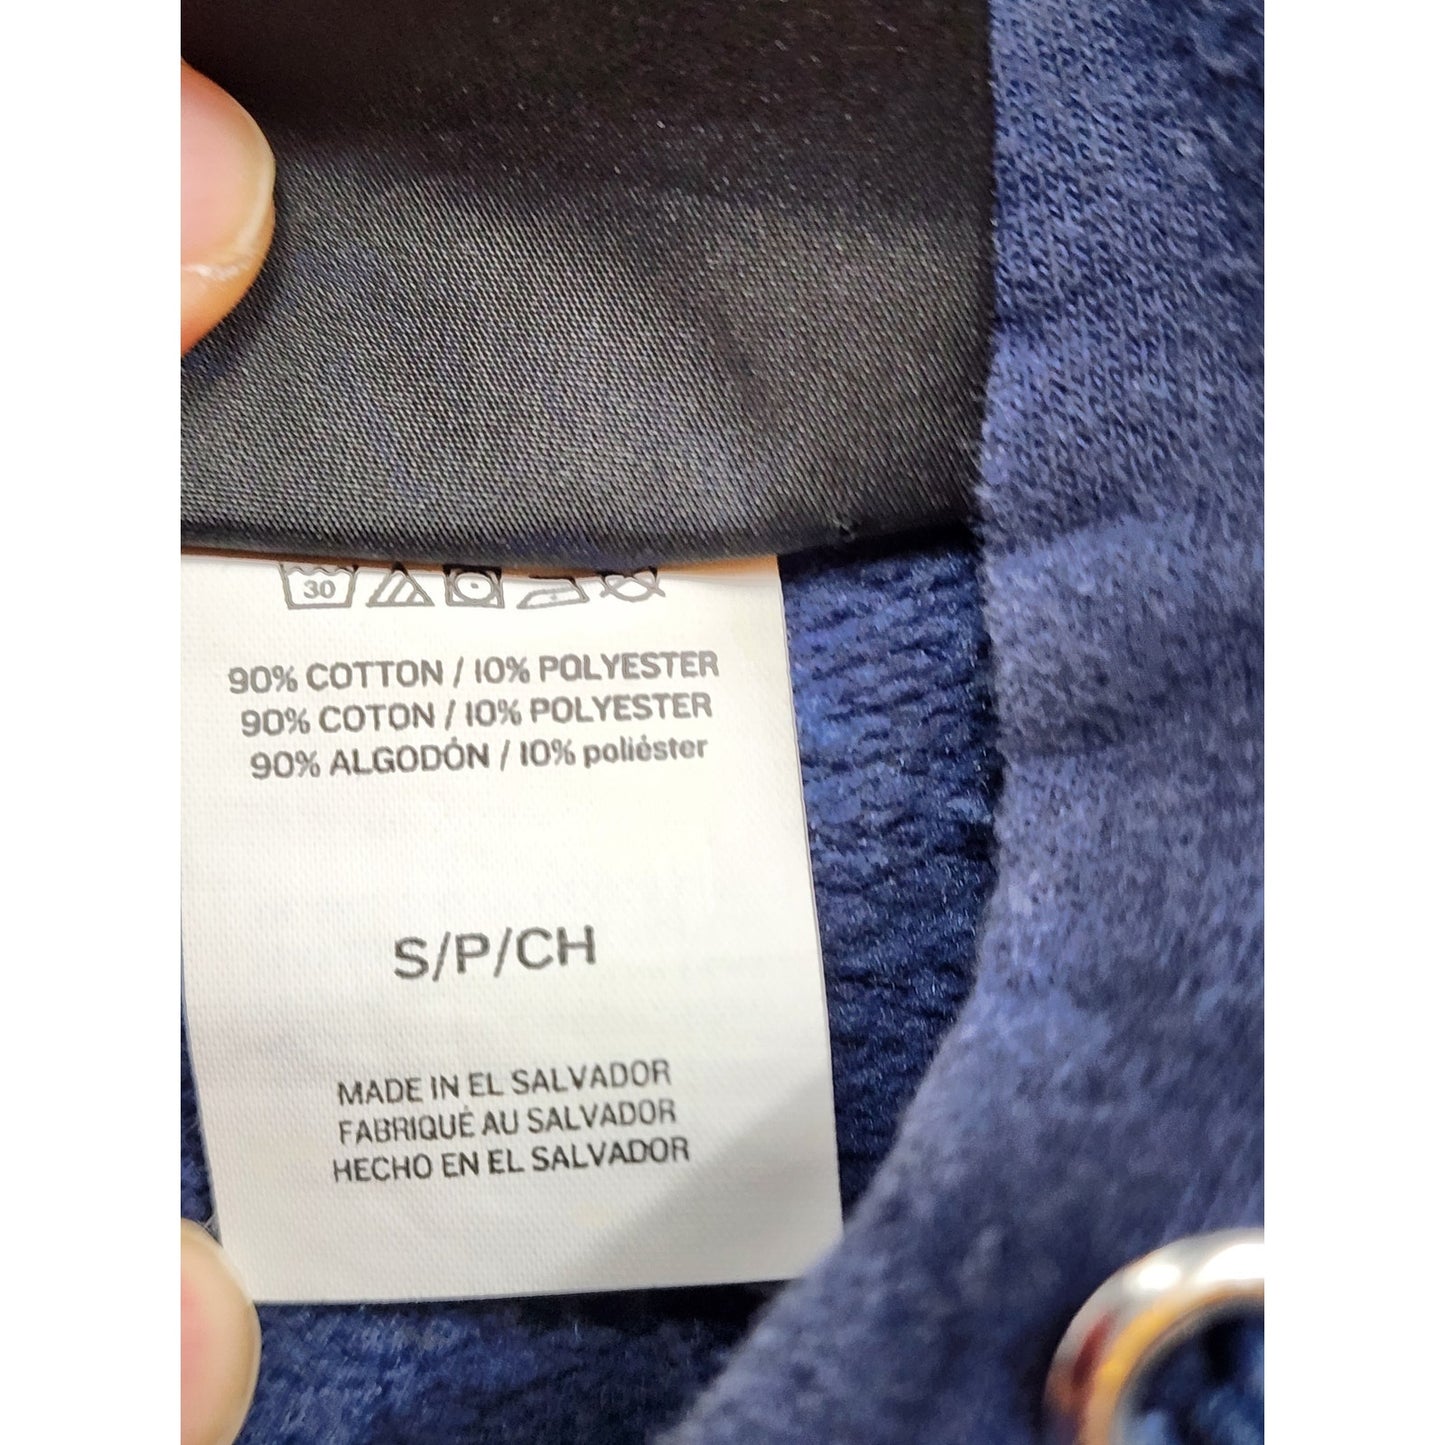 30
90% COTTON / 10% POLYESTER
90% COTON / 10% POLYESTER
90% ALGODÓN / 10% poliéster
S/P/CH
MADE IN EL SALVADOR
FABRIQUÉ AU SALVADOR
HECHO EN EL SALVADOR